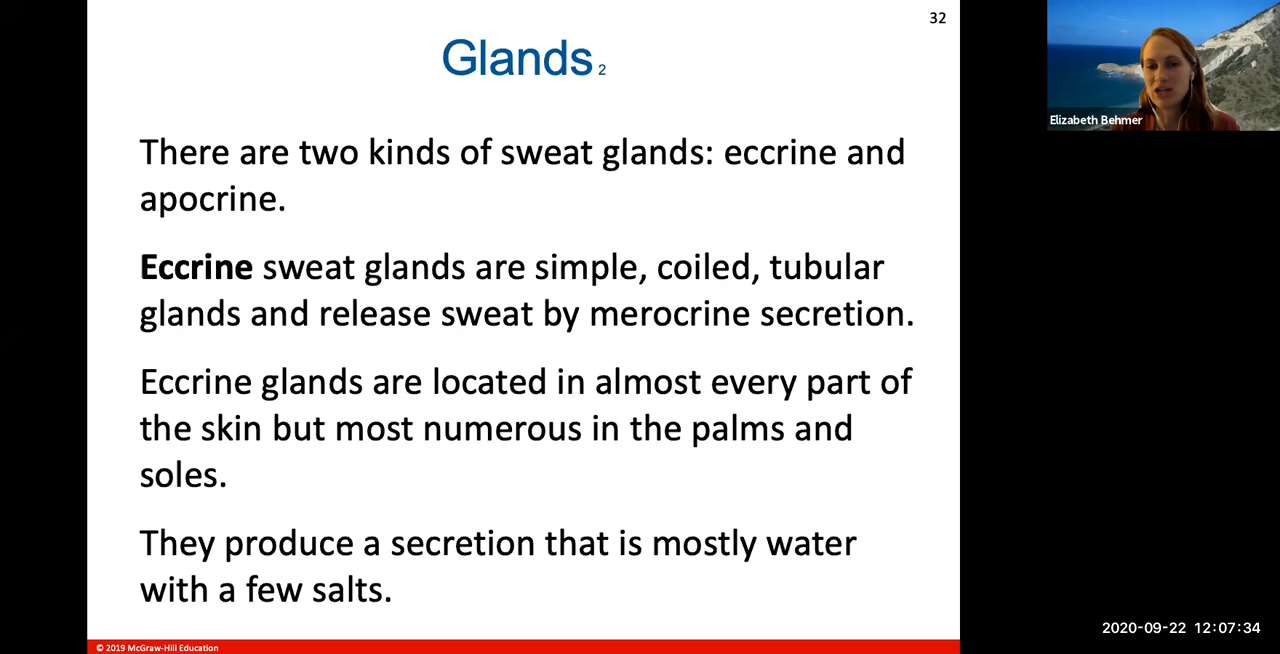 32
Glands 2
Elizabeth Behmer
There are two kinds of sweat glands: eccrine and
apocrine.
Eccrine sweat glands are simple, coiled, tubular
glands and release sweat by merocrine secretion.
Eccrine glands are located in almost every part of
the skin but most numerous in the palms and
soles.
They produce a secretion that is mostly water
with a few salts.
2020-09-22 12:07:34
© 2019 McGraw-Hill Education